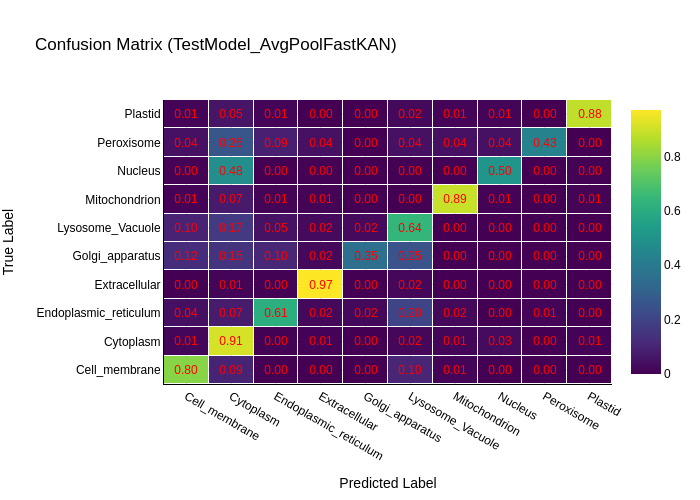 Confusion Matrix (TestModel_AvgPoolFastKAN)
True Label
Plastid 0.01 0.05 0.01 0.00 0.00 0.02 0.01 0.01 0.00 0.88
Peroxisome 0.04 0.09 0.04 0.00 0.04 0.04 0.04 0.43 0.00
Nucleus 0.00 0.48 0.00 0.00 0.00 0.00 0.00 0.50 0.00 0.00
Mitochondrion 0.01 0.07 0.01 0.01 0.00 0.00 0.89 0.01 0.00 0.01
Lysosome_Vacuole 0.10 0.17 0.05 0.02 0.02 0.64 0.00 0.00 0.00 0.00
Golgi_apparatus 0.12 0.15 0.10 0.02 0.35 0.00 0.00 0.00 0.00
Extracellular 0.00 0.01 0.00 0.97 0.00 0.02 0.00 0.00 0.00 0.00
Endoplasmic_reticulum 0.04 0.07 0.61 0.02 0.02 0.20 0.02 0.00 0.01 0.00
Cytoplasm 0.01 0.91 0.00 0.01 0.00 0.02 0.01 0.03 0.00 0.01
Cell_membrane 0.80 0.09 0.00 0.00 0.00 0.10 0.01 0.00 0.00 0.00
Cell_membrane Cytoplasm Endoplasmic_reticulum Extracellular Golgi_apparatus Lysosome_Vacuole Mitochondrion Nucleus Peroxisome Plastid
Predicted Label
0.8
0.6
0.4
0.2
0